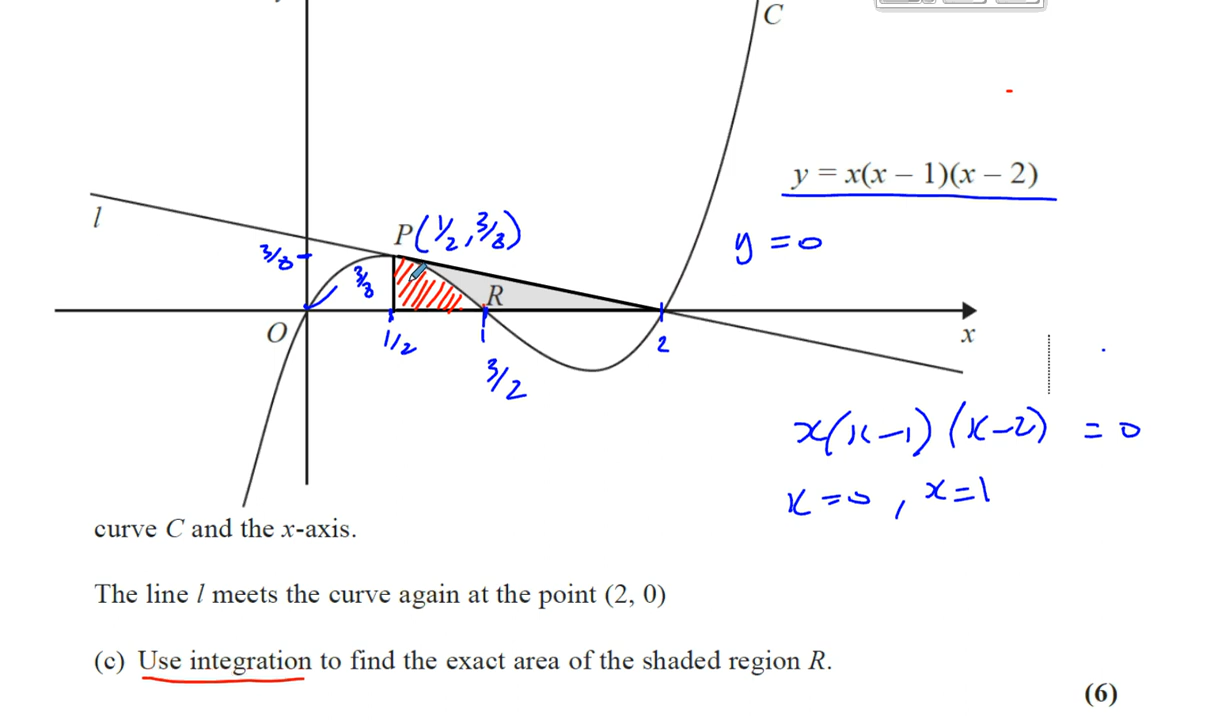 C
y = x(x – 1)(x – 2)
l
P(1/2, 3/8)
y = 0
3/8
3/8
R
O
1/2
1
2
x
3/2
x(x-1)(x-2) = 0
x = 0, x = 1
curve C and the x-axis.
The line l meets the curve again at the point (2, 0)
(c) Use integration to find the exact area of the shaded region R.
(6)